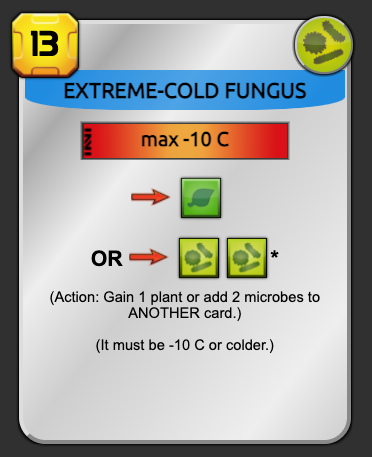 13
EXTREME-COLD FUNGUS
max -10 C
OR
*
(Action: Gain 1 plant or add 2 microbes to
ANOTHER card.)
(It must be -10 C or colder.)